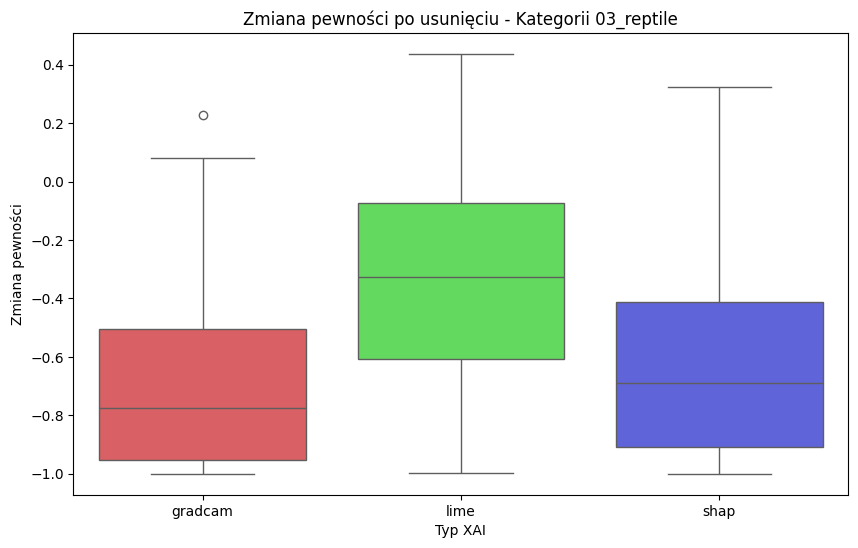 Zmiana pewności po usunięciu - Kategorii 03_reptile
Zmiana pewności
0.4
0.2
0.0
−0.2
−0.4
−0.6
−0.8
−1.0
gradcam
lime
shap
Typ XAI